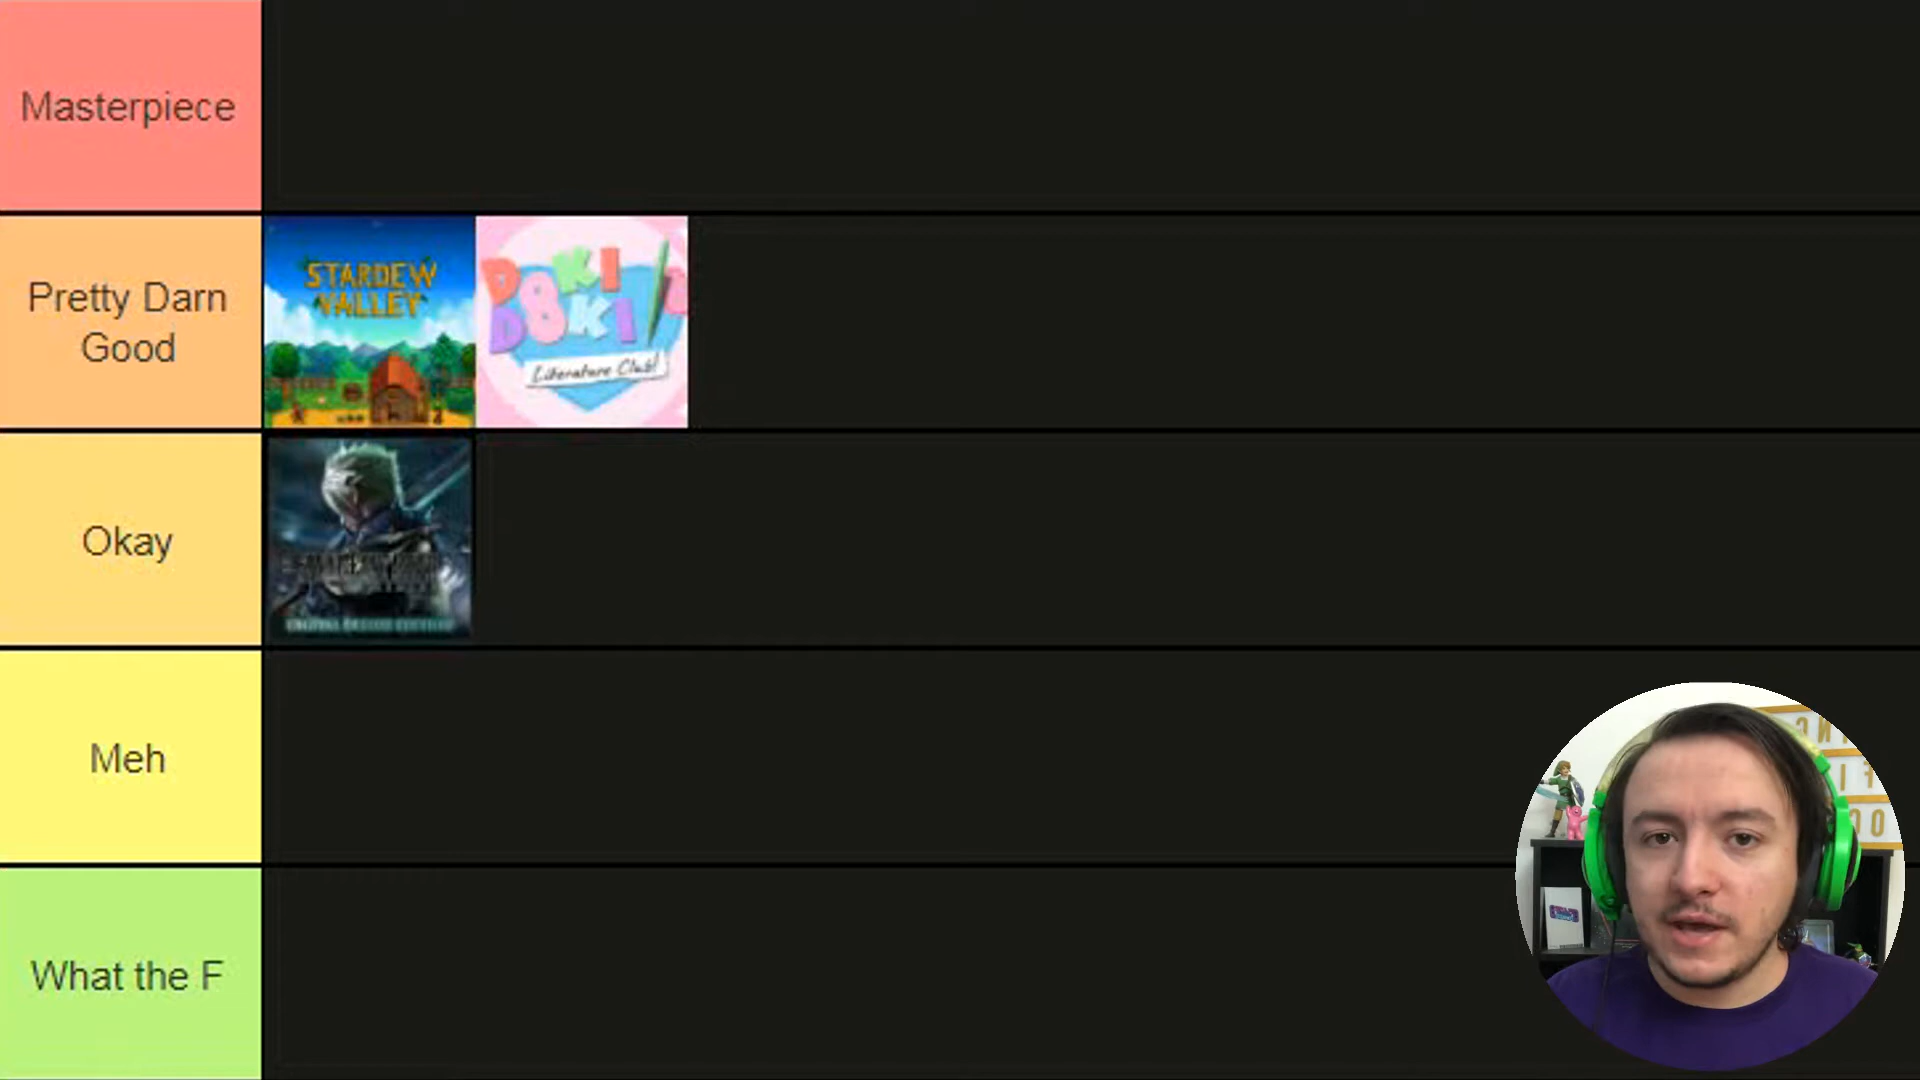 Masterpiece
Pretty Darn
Good
STARDEW
VALLEY
DOKI
DOKI
Literature Club!
Okay
Meh
What the F